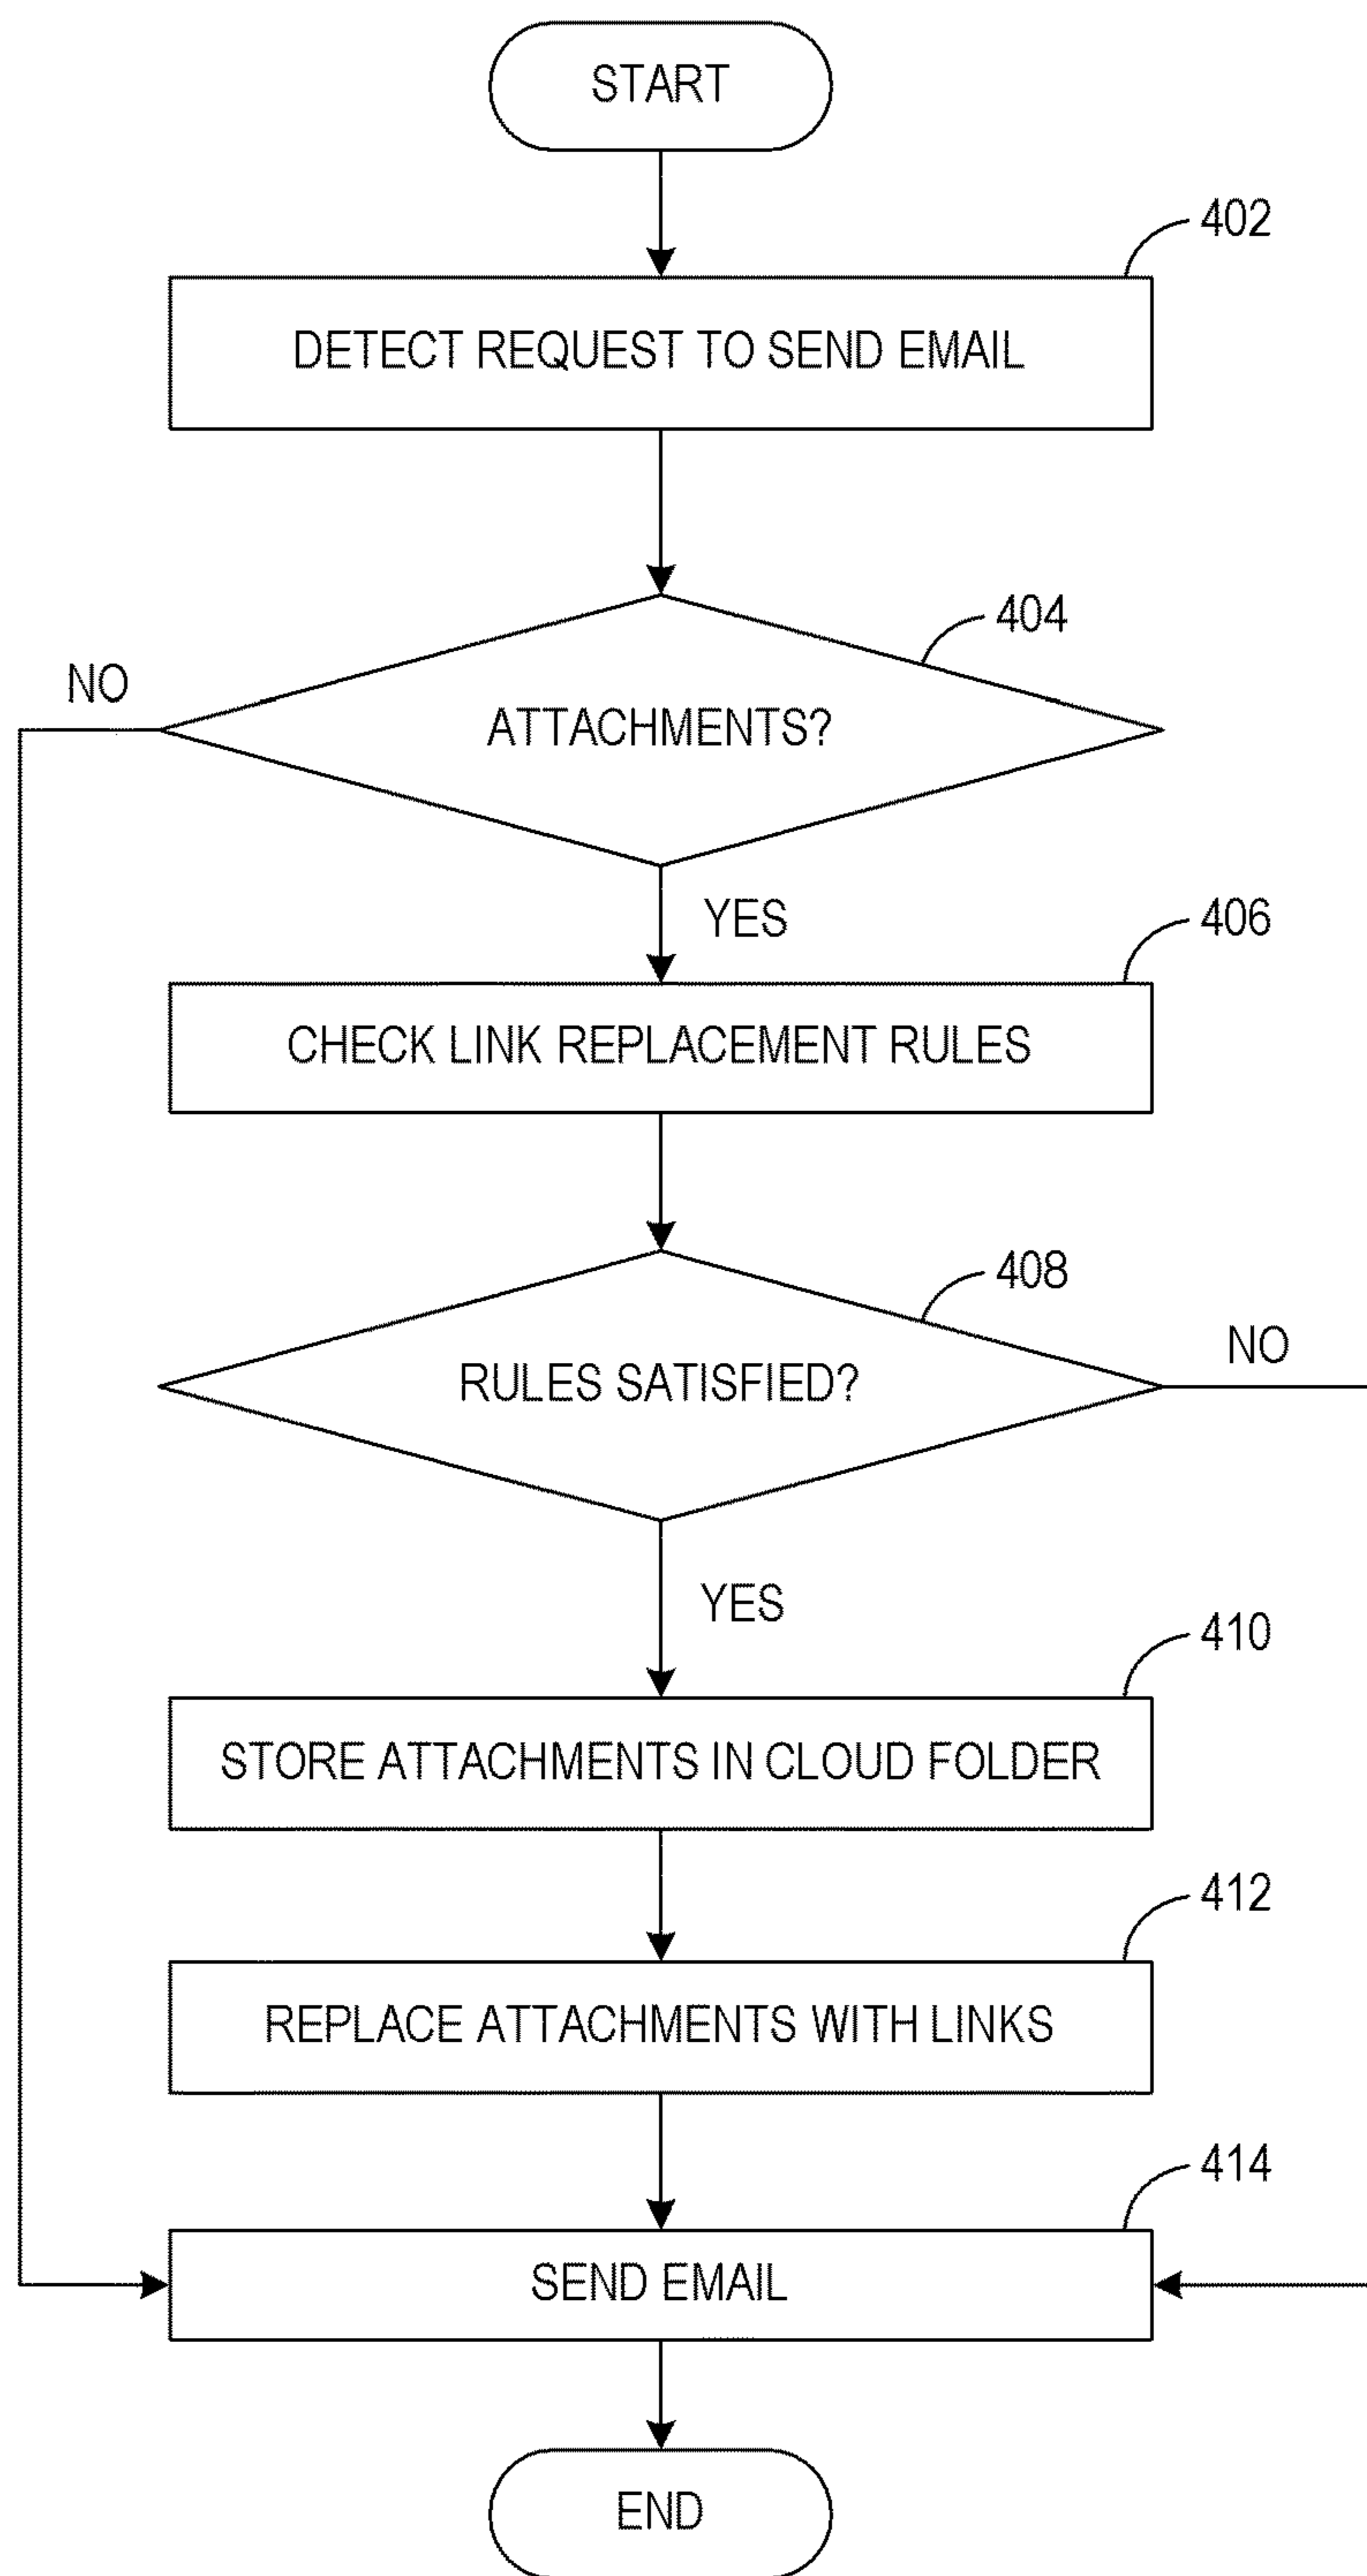 START
402
DETECT REQUEST TO SEND EMAIL
404
NO
ATTACHMENTS?
YES
406
CHECK LINK REPLACEMENT RULES
408
NO
RULES SATISFIED?
YES
410
STORE ATTACHMENTS IN CLOUD FOLDER
412
REPLACE ATTACHMENTS WITH LINKS
414
SEND EMAIL
END